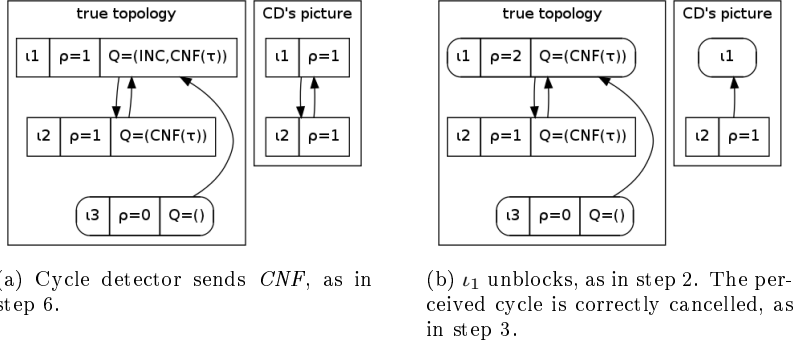 true topology
ι1 ρ=1 Q=(INC,CNF(τ))
ι2 ρ=1 Q=(CNF(τ))
ι3 ρ=0 Q=()
CD's picture
ι1 ρ=1
ι2 ρ=1
(a) Cycle detector sends CNF, as in
step 6.
true topology
ι1 ρ=2 Q=(CNF(τ))
ι2 ρ=1 Q=(CNF(τ))
ι3 ρ=0 Q=()
CD's picture
ι1
ι2 ρ=1
(b) ι1 unblocks, as in step 2. The per-
ceived cycle is correctly cancelled, as
in step 3.